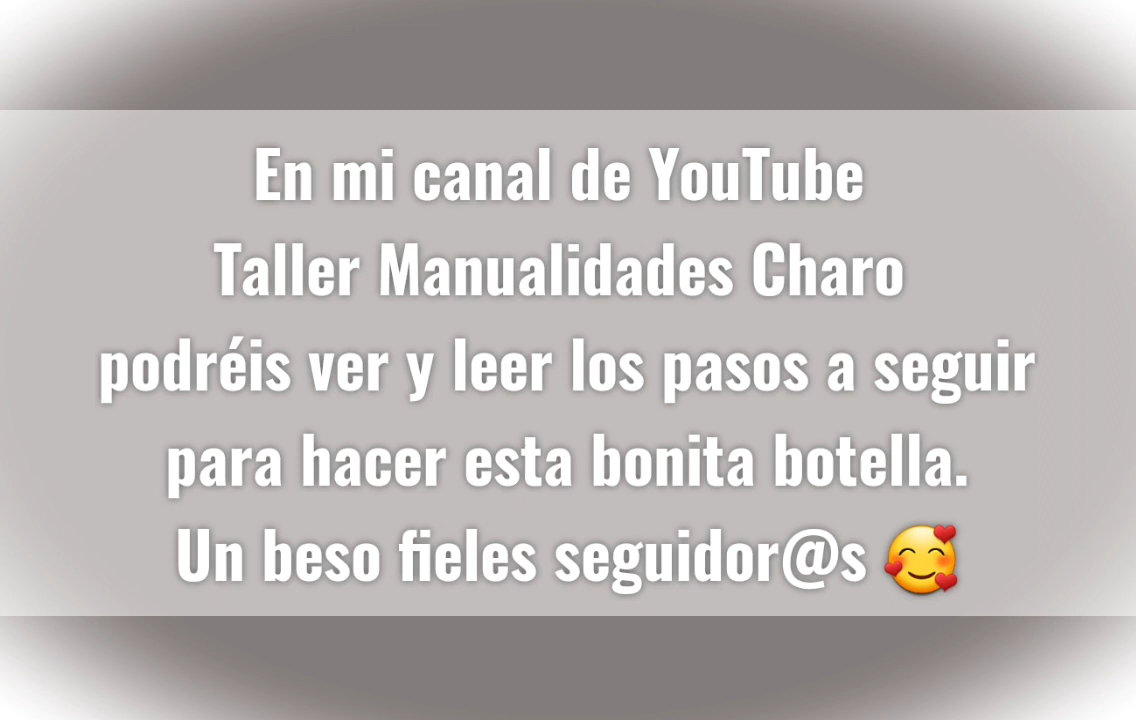 En mi canal de YouTube
Taller Manualidades Charo
podréis ver y leer los pasos a seguir
para hacer esta bonita botella.
Un beso fieles seguidor@s 🥰